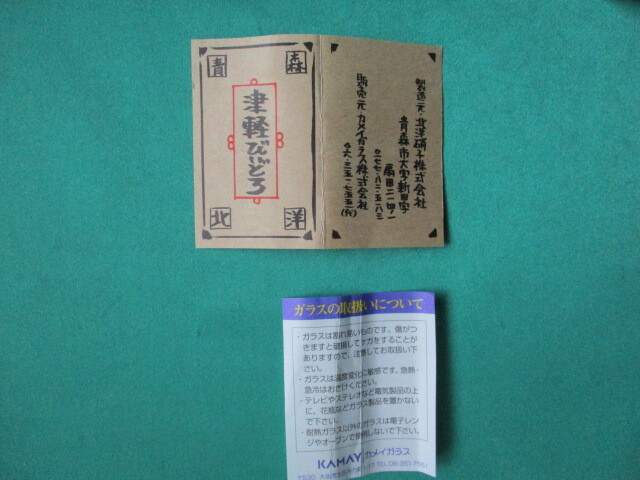 青 森
津軽びいどろ
北 洋
製造元・北洋硝子株式会社
青森市大字新田字
販売元 カメイガラス株式会社
ガラスの取扱いについて
・ガラスは割れ易いものです。傷がつ
きますと破損してケガをすることが
ありますので、注意してお取扱い下
さい。
・ガラスは温度変化に敏感です。急熱・
急冷はおさけください。
・テレビやステレオなど電気製品の上
に、花瓶などガラス製品を置かない
で下さい。
・耐熱ガラス以外のガラスは電子レン
ジやオーブンで使用しないで下さい。
KAMAY カメイガラス